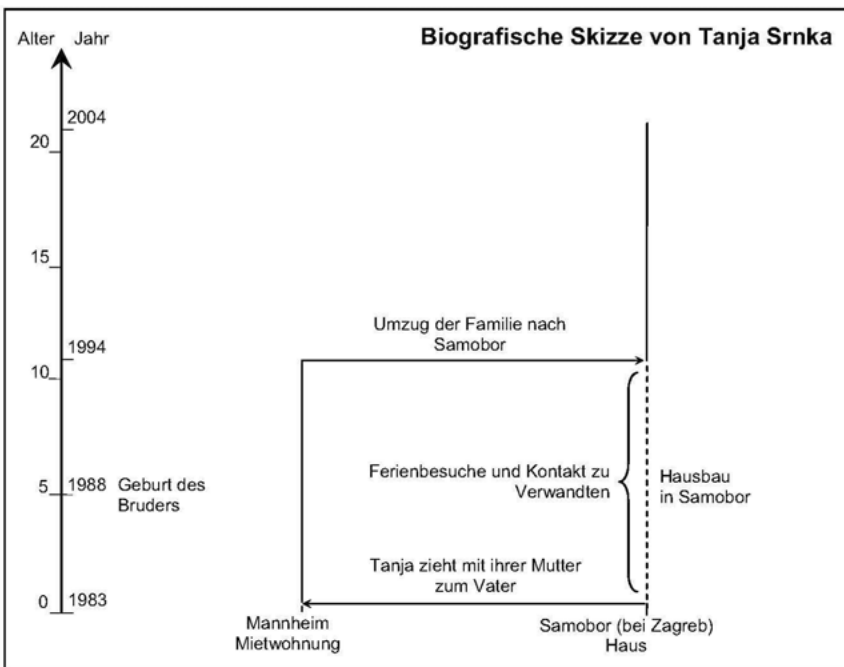 Biografische Skizze von Tanja Srnka
Alter Jahr
2004
20
15
Umzug der Familie nach
Samobor
1994
10
Ferienbesuche und Kontakt zu
Verwandten
Hausbau
in Samobor
5
1988 Geburt des
Bruders
Tanja zieht mit ihrer Mutter
zum Vater
0 1983
Mannheim
Mietwohnung
Samobor (bei Zagreb)
Haus